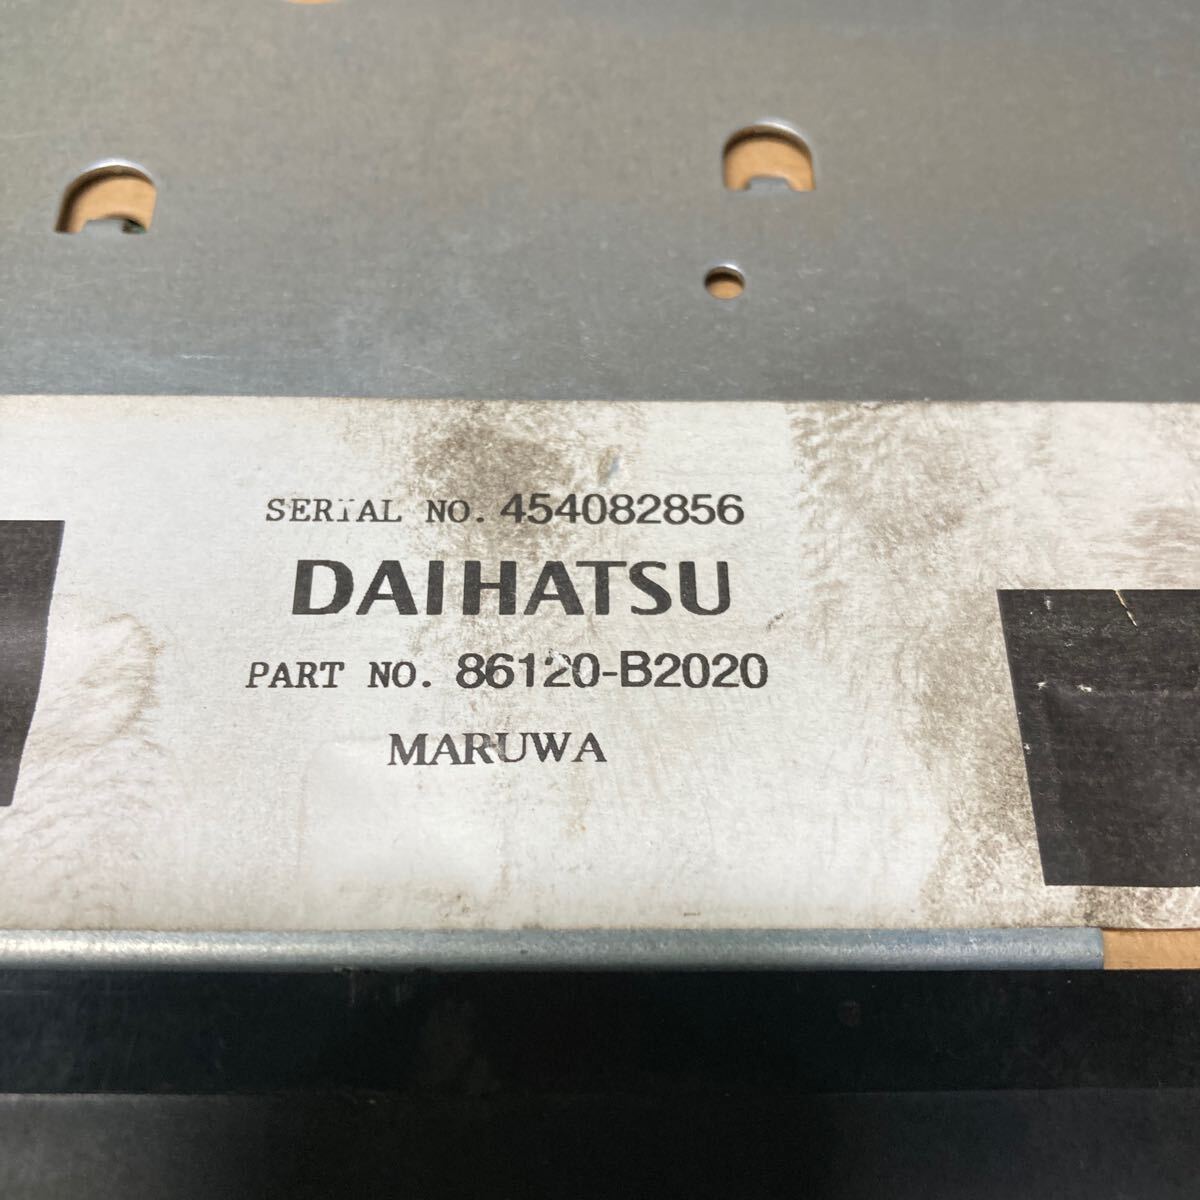 SERIAL NO. 454082856
DAIHATSU
PART NO. 86120-B2020
MARUWA